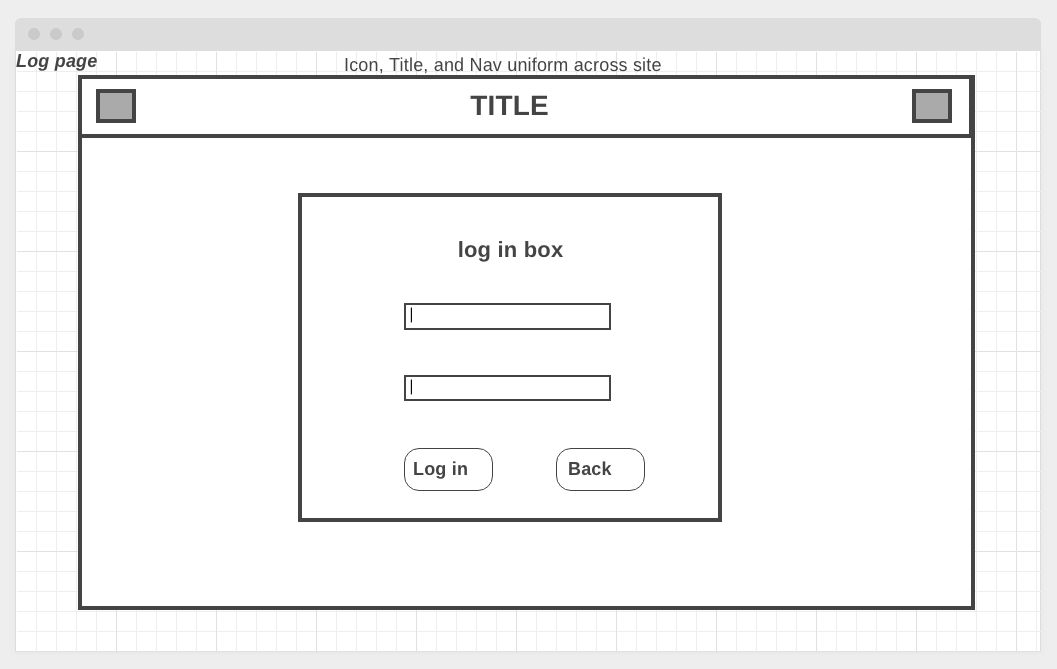 Log page
Icon, Title, and Nav uniform across site
TITLE
log in box
Log in
Back